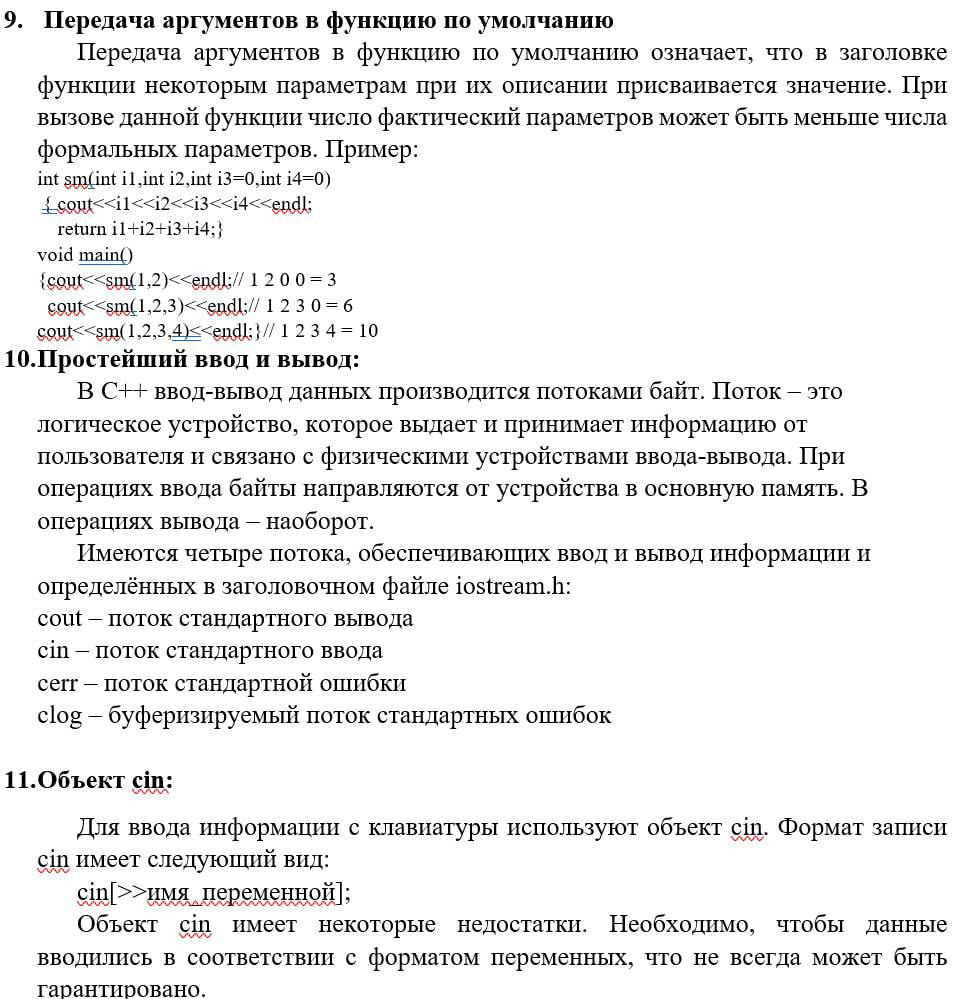 9. Передача аргументов в функцию по умолчанию
Передача аргументов в функцию по умолчанию означает, что в заголовке
функции некоторым параметрам при их описании присваивается значение. При
вызове данной функции число фактический параметров может быть меньше числа
формальных параметров. Пример:
int sm(int i1,int i2,int i3=0,int i4=0)
{ cout<<i1<<i2<<i3<<i4<<endl;
return i1+i2+i3+i4;}
void main()
{cout<<sm(1,2)<<endl;// 1 2 0 0 = 3
cout<<sm(1,2,3)<<endl;// 1 2 3 0 = 6
cout<<sm(1,2,3,4)<<endl;}// 1 2 3 4 = 10
10.Простейший ввод и вывод:
В C++ ввод-вывод данных производится потоками байт. Поток – это
логическое устройство, которое выдает и принимает информацию от
пользователя и связано с физическими устройствами ввода-вывода. При
операциях ввода байты направляются от устройства в основную память. В
операциях вывода – наоборот.
Имеются четыре потока, обеспечивающих ввод и вывод информации и
определённых в заголовочном файле iostream.h:
cout – поток стандартного вывода
cin – поток стандартного ввода
cerr – поток стандартной ошибки
clog – буферизируемый поток стандартных ошибок
11.Объект cin:
Для ввода информации с клавиатуры используют объект cin. Формат записи
cin имеет следующий вид:
cin[>>имя_переменной];
Объект cin имеет некоторые недостатки. Необходимо, чтобы данные
вводились в соответствии с форматом переменных, что не всегда может быть
гарантировано.